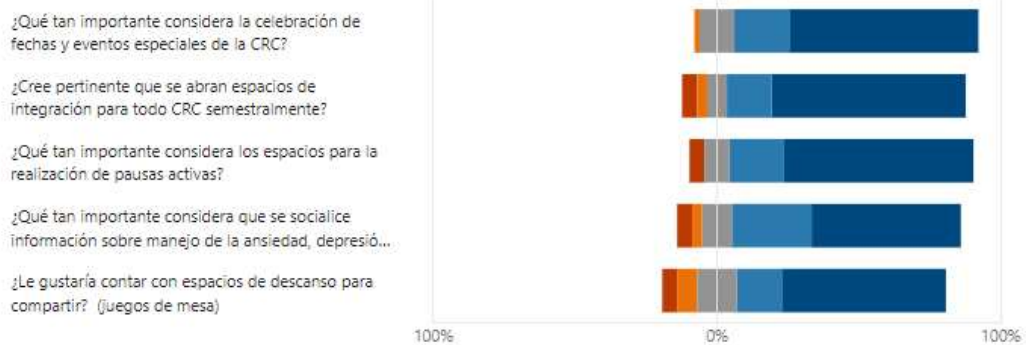 ¿Qué tan importante considera la celebración de
fechas y eventos especiales de la CRC?
¿Cree pertinente que se abran espacios de
integración para todo CRC semestralmente?
¿Qué tan importante considera los espacios para la
realización de pausas activas?
¿Qué tan importante considera que se socialice
información sobre manejo de la ansiedad, depresió...
¿Le gustaría contar con espacios de descanso para
compartir? (juegos de mesa)
100% 0% 100%